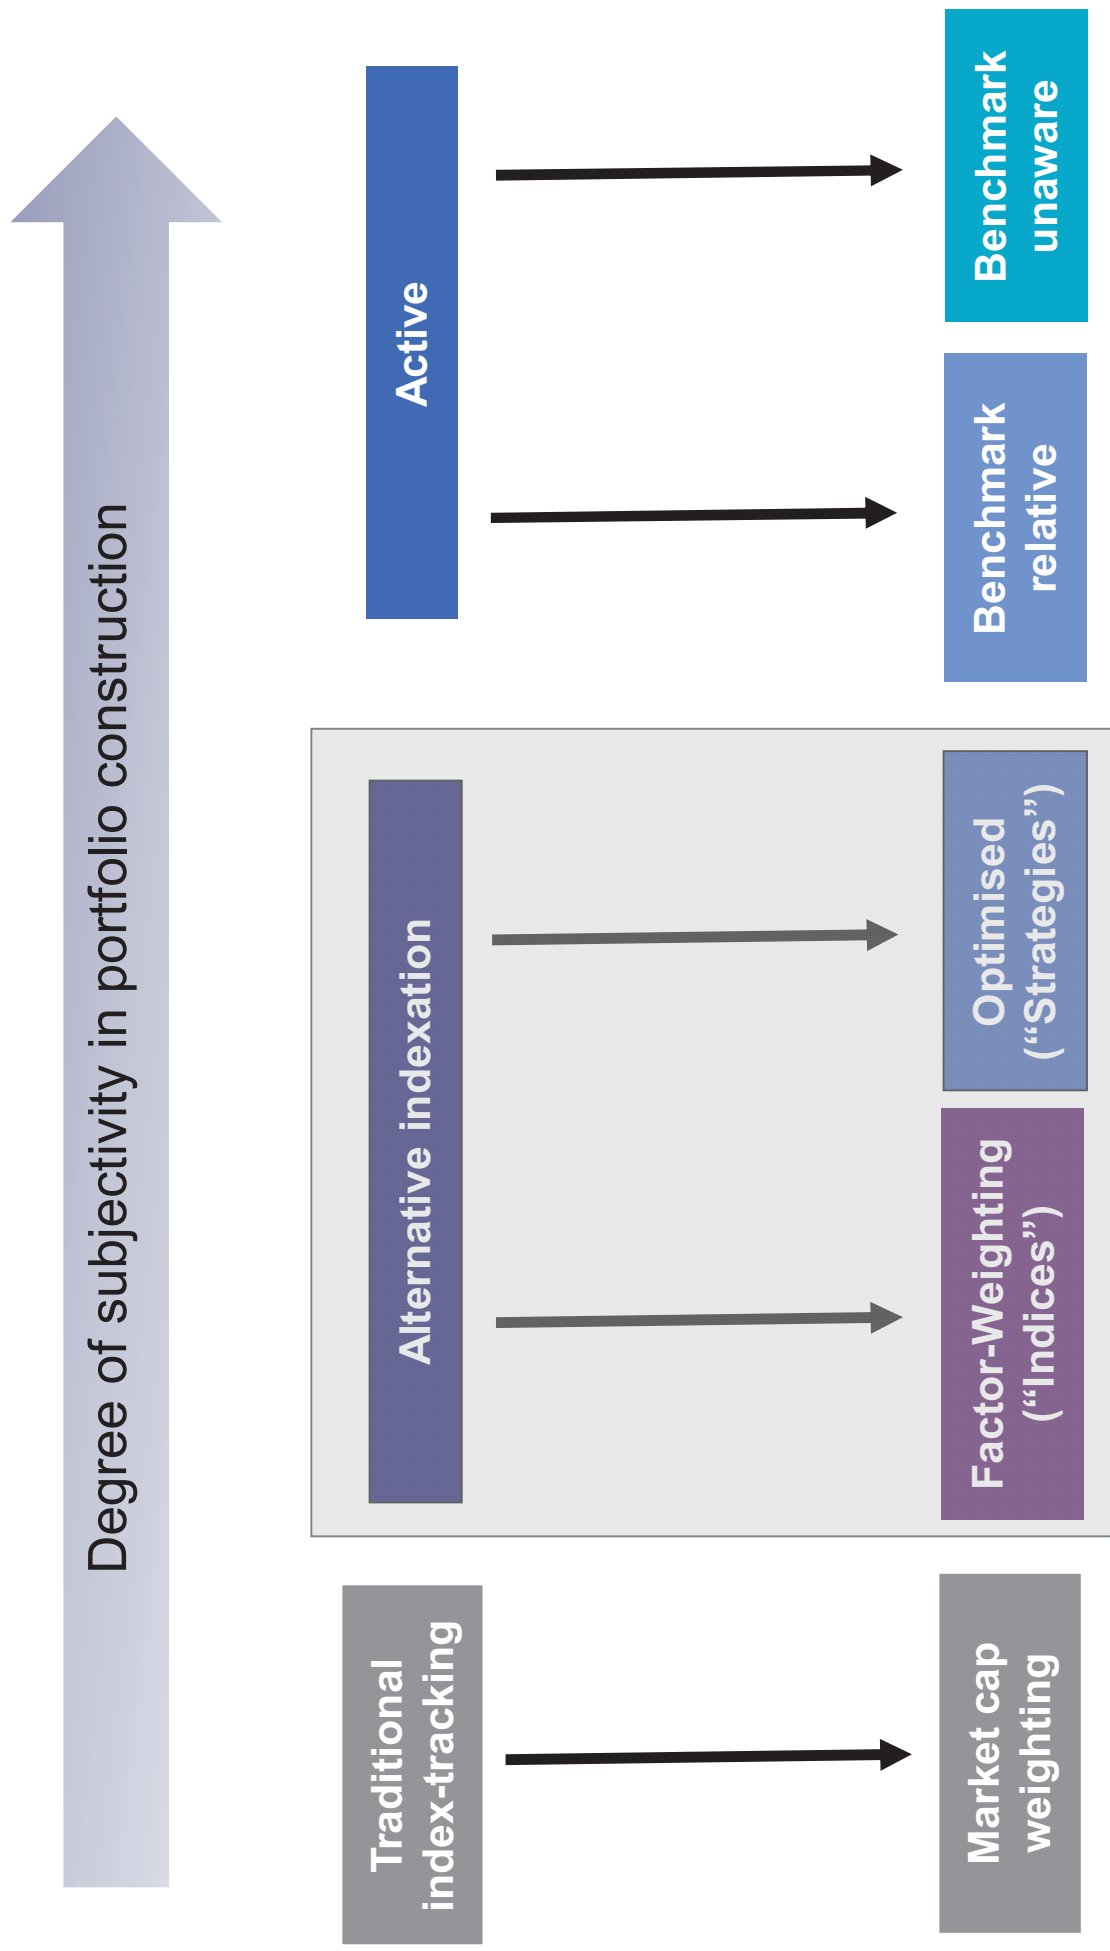 Degree of subjectivity in portfolio construction
Traditional
index-tracking
Alternative indexation
Active
Market cap
weighting
Factor-Weighting
(“Indices”)
Optimised
(“Strategies”)
Benchmark
relative
Benchmark
unaware